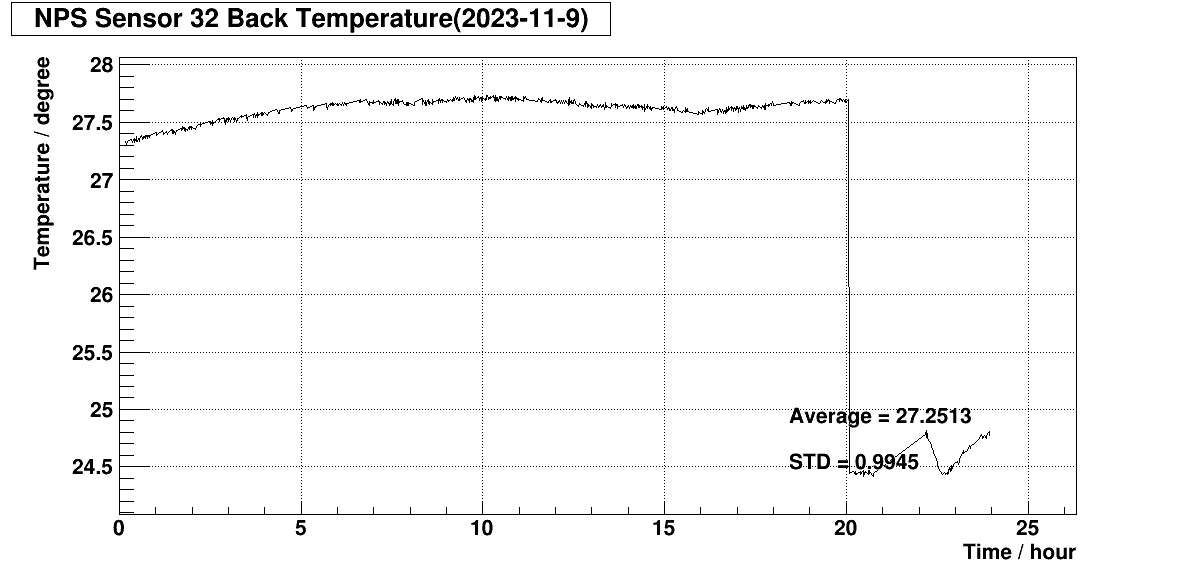 NPS Sensor 32 Back Temperature(2023-11-9)
Temperature / degree
28
27.5
27
26.5
26
25.5
25
24.5
Average = 27.2513
STD = 0.9945
0 5 10 15 20 25
Time / hour